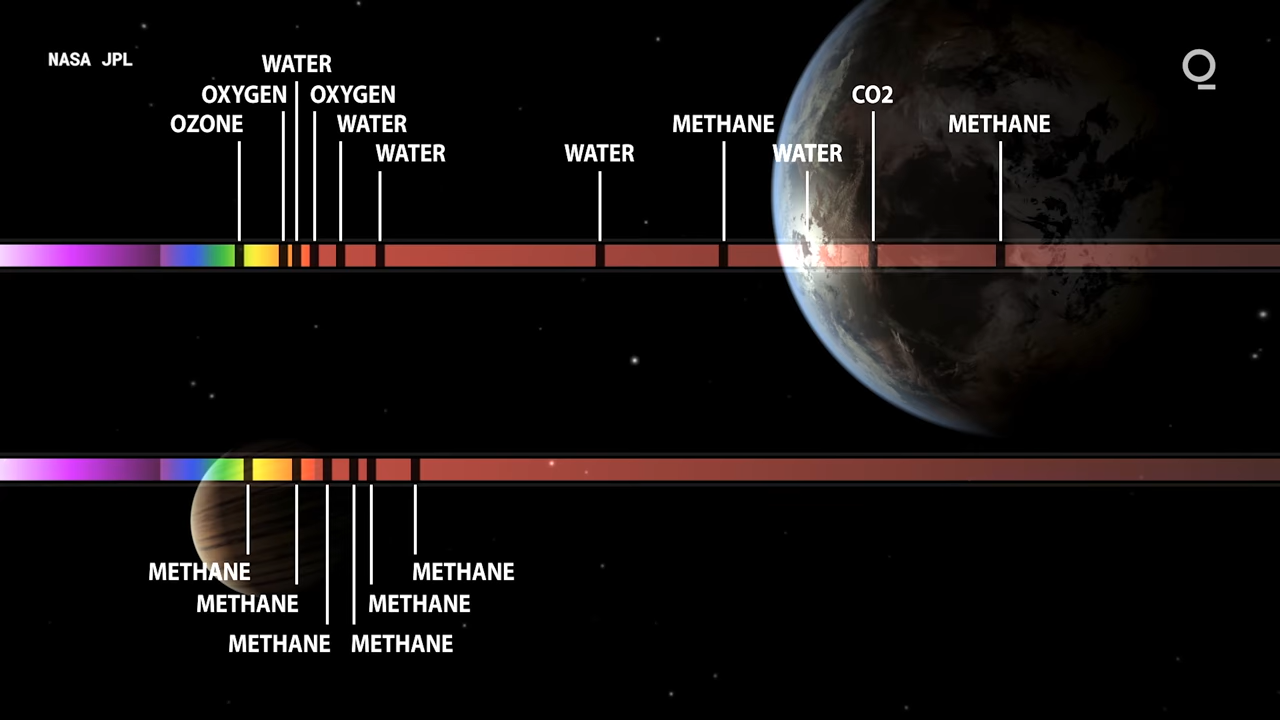 NASA JPL
WATER
OXYGEN OXYGEN CO2
OZONE WATER METHANE METHANE
WATER WATER WATER
METHANE METHANE
METHANE METHANE
METHANE METHANE